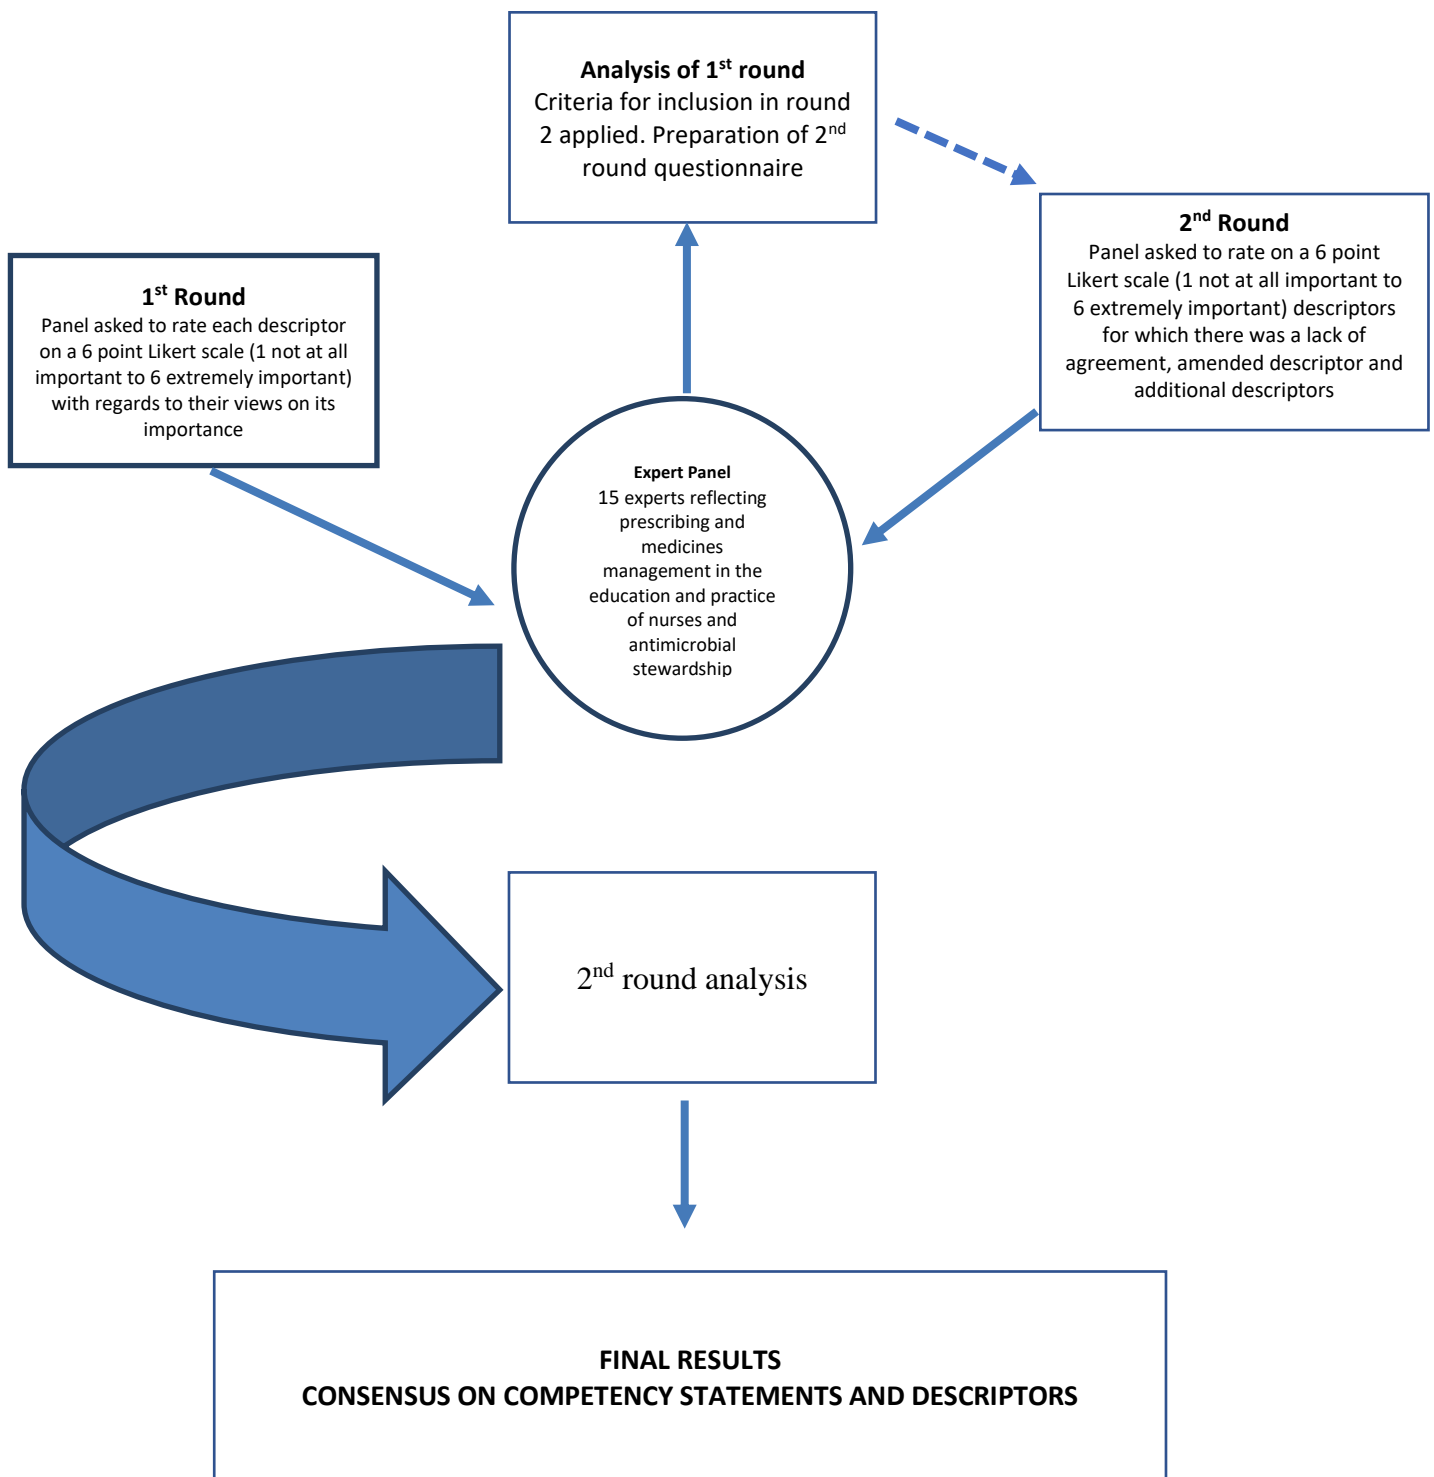 Analysis of 1st round
Criteria for inclusion in round
2 applied. Preparation of 2nd
round questionnaire
2nd Round
Panel asked to rate on a 6 point
Likert scale (1 not at all important to
6 extremely important) descriptors
for which there was a lack of
agreement, amended descriptor and
additional descriptors
1st Round
Panel asked to rate each descriptor
on a 6 point Likert scale (1 not at all
important to 6 extremely important)
with regards to their views on its
importance
Expert Panel
15 experts reflecting
prescribing and
medicines
management in the
education and practice
of nurses and
antimicrobial
stewardship
2nd round analysis
FINAL RESULTS
CONSENSUS ON COMPETENCY STATEMENTS AND DESCRIPTORS